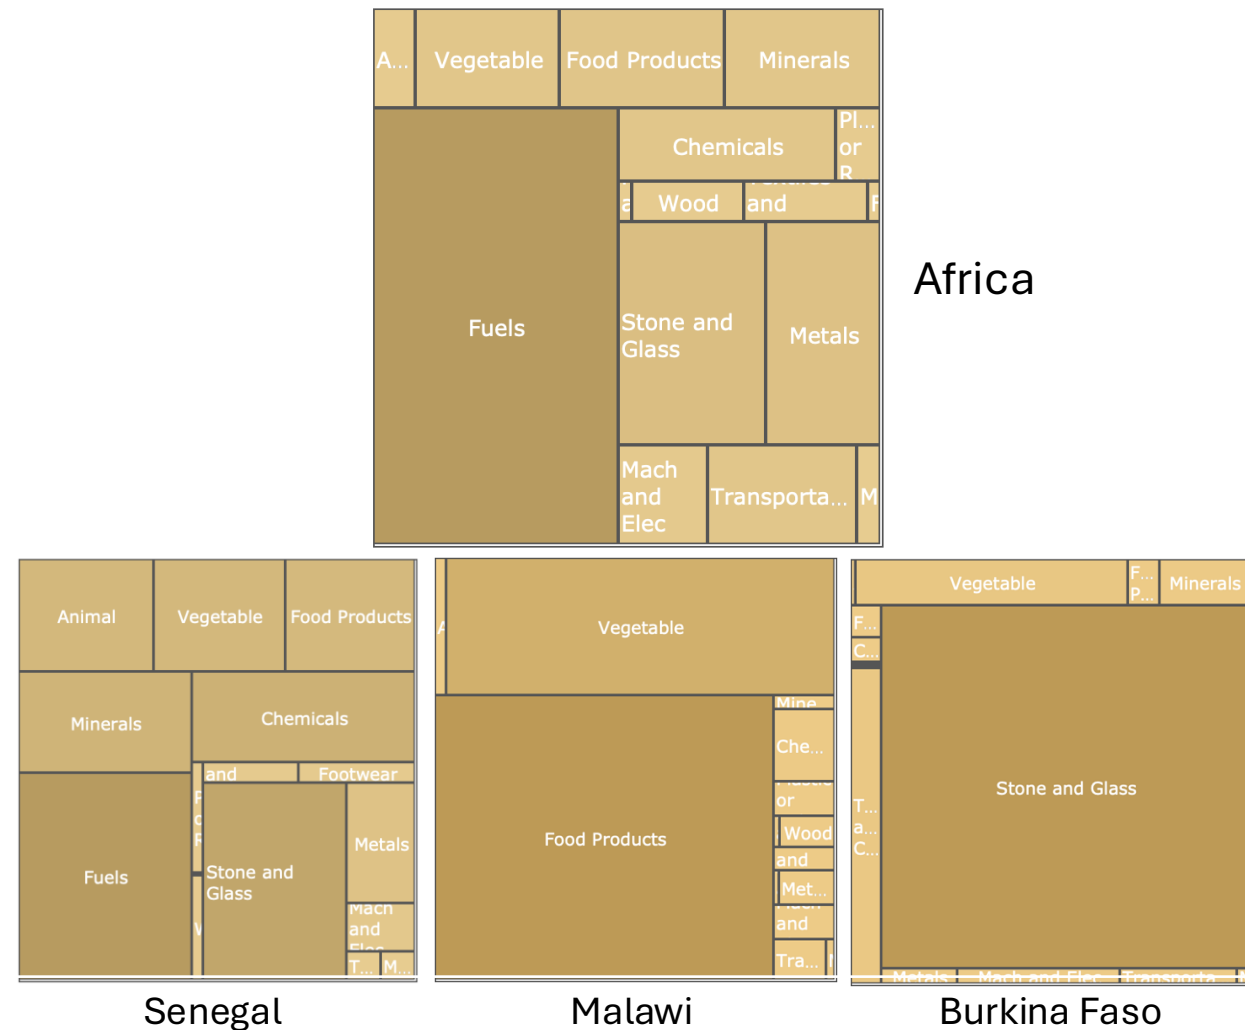 A...
Vegetable
Food Products
Minerals
Fuels
Chemicals
Pl...
or
R
a
Wood
and
F
Stone and
Glass
Metals
Mach
and
Elec
Transporta...
M
Africa
Animal
Vegetable
Food Products
Minerals
Chemicals
and
Footwear
Fuels
Stone and
Glass
Metals
Mach
and
Elec
T...
M...
Senegal
A
Vegetable
Food Products
Mine
Che...
or
Wood
and
Met...
and
Tra...
Malawi
Vegetable
F...
P...
Minerals
F...
C...
T...
a...
C...
Stone and Glass
Metals
Mach and Elec
Transporta...
Burkina Faso